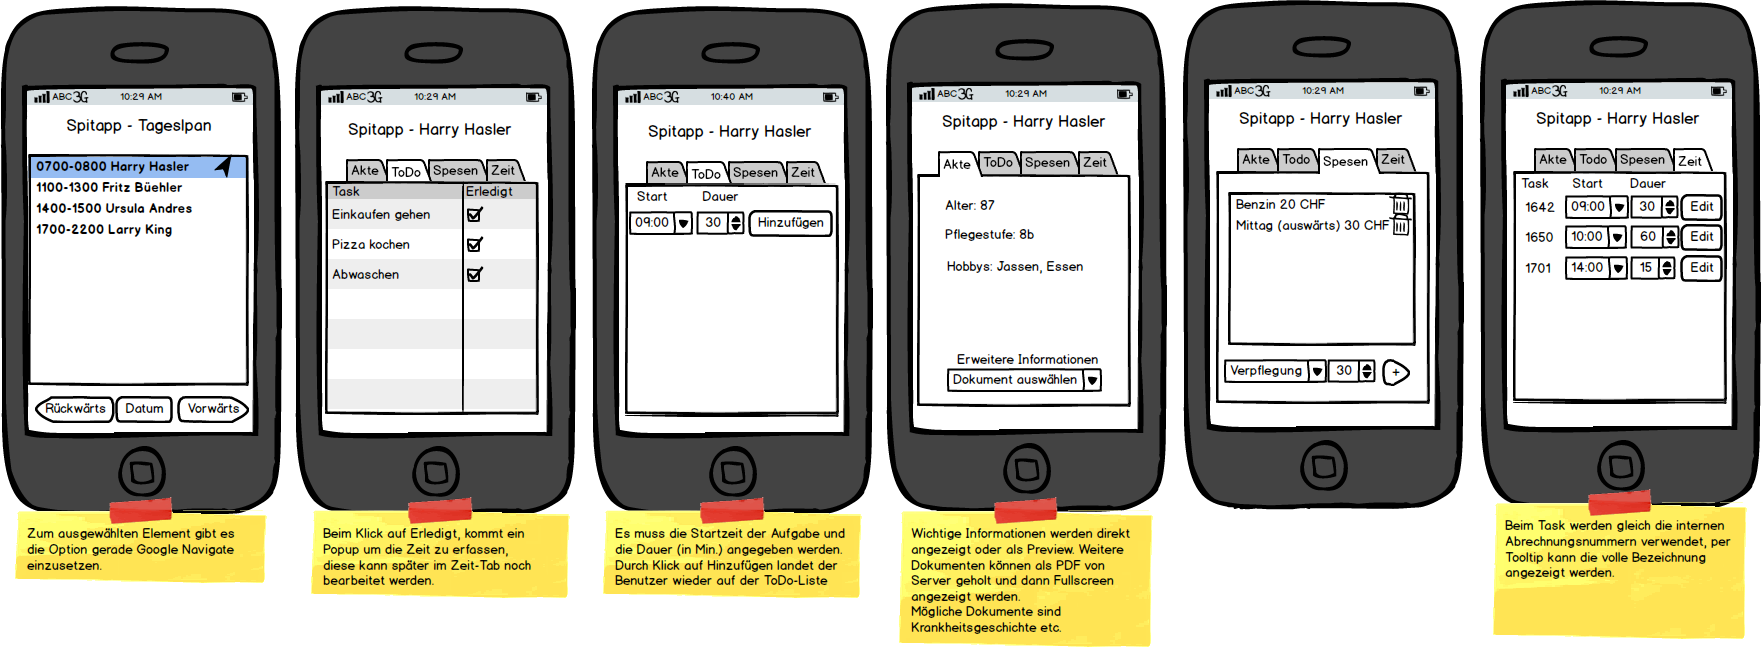 ABC 3G 10:29 AM
Spitapp - Tageslpan
0700-0800 Harry Hasler
1100-1300 Fritz Büehler
1400-1500 Ursula Andres
1700-2200 Larry King
Rückwärts Datum Vorwärts
Zum ausgewählten Element gibt es
die Option gerade Google Navigate
einzusetzen.
ABC 3G 10:29 AM
Spitapp - Harry Hasler
Akte ToDo Spesen Zeit
Task Erledigt
Einkaufen gehen
Pizza kochen
Abwaschen
Beim Klick auf Erledigt, kommt ein
Popup um die Zeit zu erfassen,
diese kann später im Zeit-Tab noch
bearbeitet werden.
ABC 3G 10:40 AM
Spitapp - Harry Hasler
Akte ToDo Spesen Zeit
Start Dauer
09:00 30 Hinzufügen
Es muss die Startzeit der Aufgabe und
die Dauer (in Min.) angegeben werden.
Durch Klick auf Hinzufügen landet der
Benutzer wieder auf der ToDo-Liste
ABC 3G 10:29 AM
Spitapp - Harry Hasler
Akte ToDo Spesen Zeit
Alter: 87
Pflegestufe: 8b
Hobbys: Jassen, Essen
Erweitere Informationen
Dokument auswählen
Wichtige Informationen werden direkt
angezeigt oder als Preview. Weitere
Dokumenten können als PDF von
Server geholt und dann Fullscreen
angezeigt werden.
Mögliche Dokumente sind
Krankheitsgeschichte etc.
ABC 3G 10:29 AM
Spitapp - Harry Hasler
Akte Todo Spesen Zeit
Benzin 20 CHF
Mittag (auswärts) 30 CHF
Verpflegung 30 +
ABC 3G 10:29 AM
Spitapp - Harry Hasler
Akte Todo Spesen Zeit
Task Start Dauer
1642 09:00 30 Edit
1650 10:00 60 Edit
1701 14:00 15 Edit
Beim Task werden gleich die internen
Abrechnungsnummern verwendet, per
Tooltip kann die volle Bezeichnung
angezeigt werden.